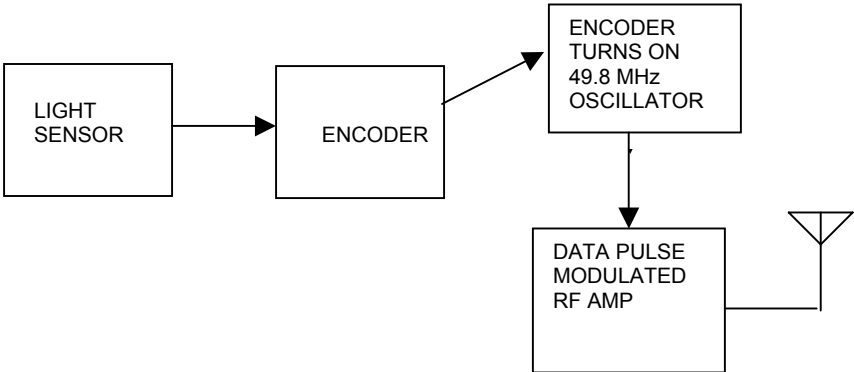 LIGHT
SENSOR
ENCODER
ENCODER
TURNS ON
49.8 MHz
OSCILLATOR
DATA PULSE
MODULATED
RF AMP